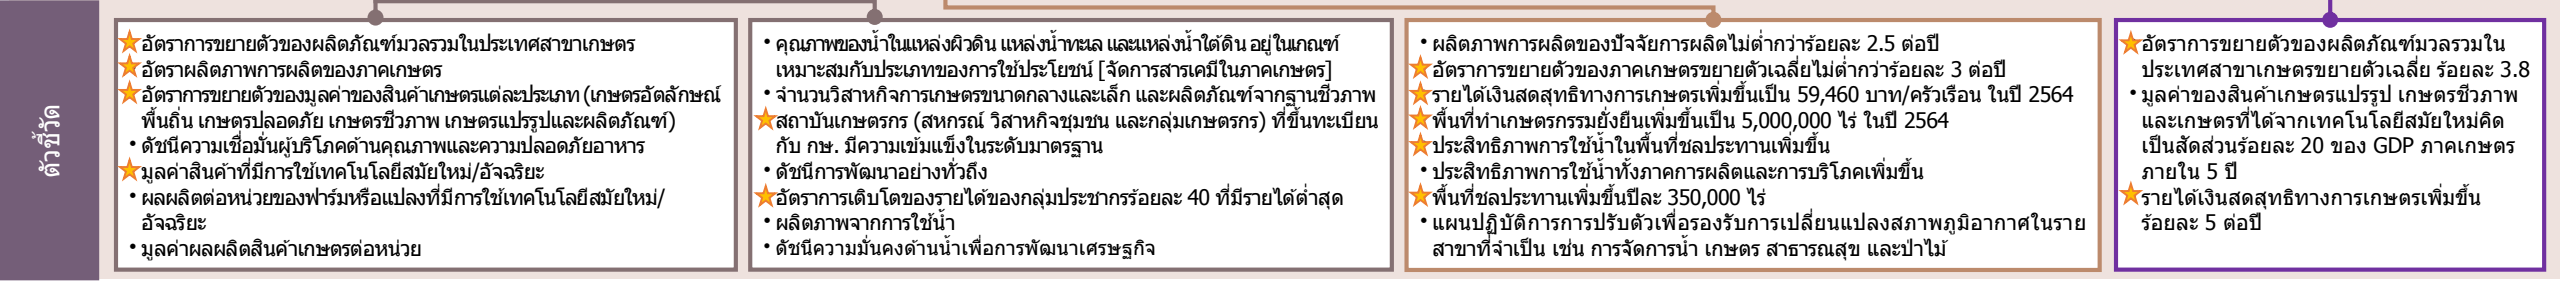 ตัวชี้วัด
อัตราการขยายตัวของผลิตภัณฑ์มวลรวมในประเทศสาขาเกษตร
อัตราผลิตภาพการผลิตของภาคเกษตร
อัตราการขยายตัวของมูลค่าของสินค้าเกษตรแต่ละประเภท (เกษตรอัตลักษณ์
พื้นถิ่น เกษตรปลอดภัย เกษตรชีวภาพ เกษตรแปรรูปและผลิตภัณฑ์)
• ดัชนีความเชื่อมั่นผู้บริโภคด้านคุณภาพและความปลอดภัยอาหาร
มูลค่าสินค้าที่มีการใช้เทคโนโลยีสมัยใหม่/อัจฉริยะ
• ผลผลิตต่อหน่วยของฟาร์มหรือแปลงที่มีการใช้เทคโนโลยีสมัยใหม่/
อัจฉริยะ
• มูลค่าผลผลิตสินค้าเกษตรต่อหน่วย
• คุณภาพของน้ำในแหล่งผิวดิน แหล่งน้ำทะเล และแหล่งน้ำใต้ดิน อยู่ในเกณฑ์
เหมาะสมกับประเภทของการใช้ประโยชน์ [จัดการสารเคมีในภาคเกษตร]
• จำนวนวิสาหกิจการเกษตรขนาดกลางและเล็ก และผลิตภัณฑ์จากฐานชีวภาพ
สถาบันเกษตรกร (สหกรณ์ วิสาหกิจชุมชน และกลุ่มเกษตรกร) ที่ขึ้นทะเบียน
กับ กษ. มีความเข้มแข็งในระดับมาตรฐาน
• ดัชนีการพัฒนาอย่างทั่วถึง
อัตราการเติบโตของรายได้ของกลุ่มประชากรร้อยละ 40 ที่มีรายได้ต่ำสุด
• ผลิตภาพจากการใช้น้ำ
• ดัชนีความมั่นคงด้านน้ำเพื่อการพัฒนาเศรษฐกิจ
• ผลิตภาพการผลิตของปัจจัยการผลิตไม่ต่ำกว่าร้อยละ 2.5 ต่อปี
อัตราการขยายตัวของภาคเกษตรขยายตัวเฉลี่ยไม่ต่ำกว่าร้อยละ 3 ต่อปี
รายได้เงินสดสุทธิทางการเกษตรเพิ่มขึ้นเป็น 59,460 บาท/ครัวเรือน ในปี 2564
พื้นที่ทำเกษตรกรรมยั่งยืนเพิ่มขึ้นเป็น 5,000,000 ไร่ ในปี 2564
ประสิทธิภาพการใช้น้ำในพื้นที่ชลประทานเพิ่มขึ้น
• ประสิทธิภาพการใช้น้ำทั้งภาคการผลิตและการบริโภคเพิ่มขึ้น
พื้นที่ชลประทานเพิ่มขึ้นปีละ 350,000 ไร่
• แผนปฏิบัติการการปรับตัวเพื่อรองรับการเปลี่ยนแปลงสภาพภูมิอากาศในราย
สาขาที่จำเป็น เช่น การจัดการน้ำ เกษตร สาธารณสุข และป่าไม้
อัตราการขยายตัวของผลิตภัณฑ์มวลรวมใน
ประเทศสาขาเกษตรขยายตัวเฉลี่ย ร้อยละ 3.8
• มูลค่าของสินค้าเกษตรแปรรูป เกษตรชีวภาพ
และเกษตรที่ได้จากเทคโนโลยีสมัยใหม่คิด
เป็นสัดส่วนร้อยละ 20 ของ GDP ภาคเกษตร
ภายใน 5 ปี
รายได้เงินสดสุทธิทางการเกษตรเพิ่มขึ้น
ร้อยละ 5 ต่อปี